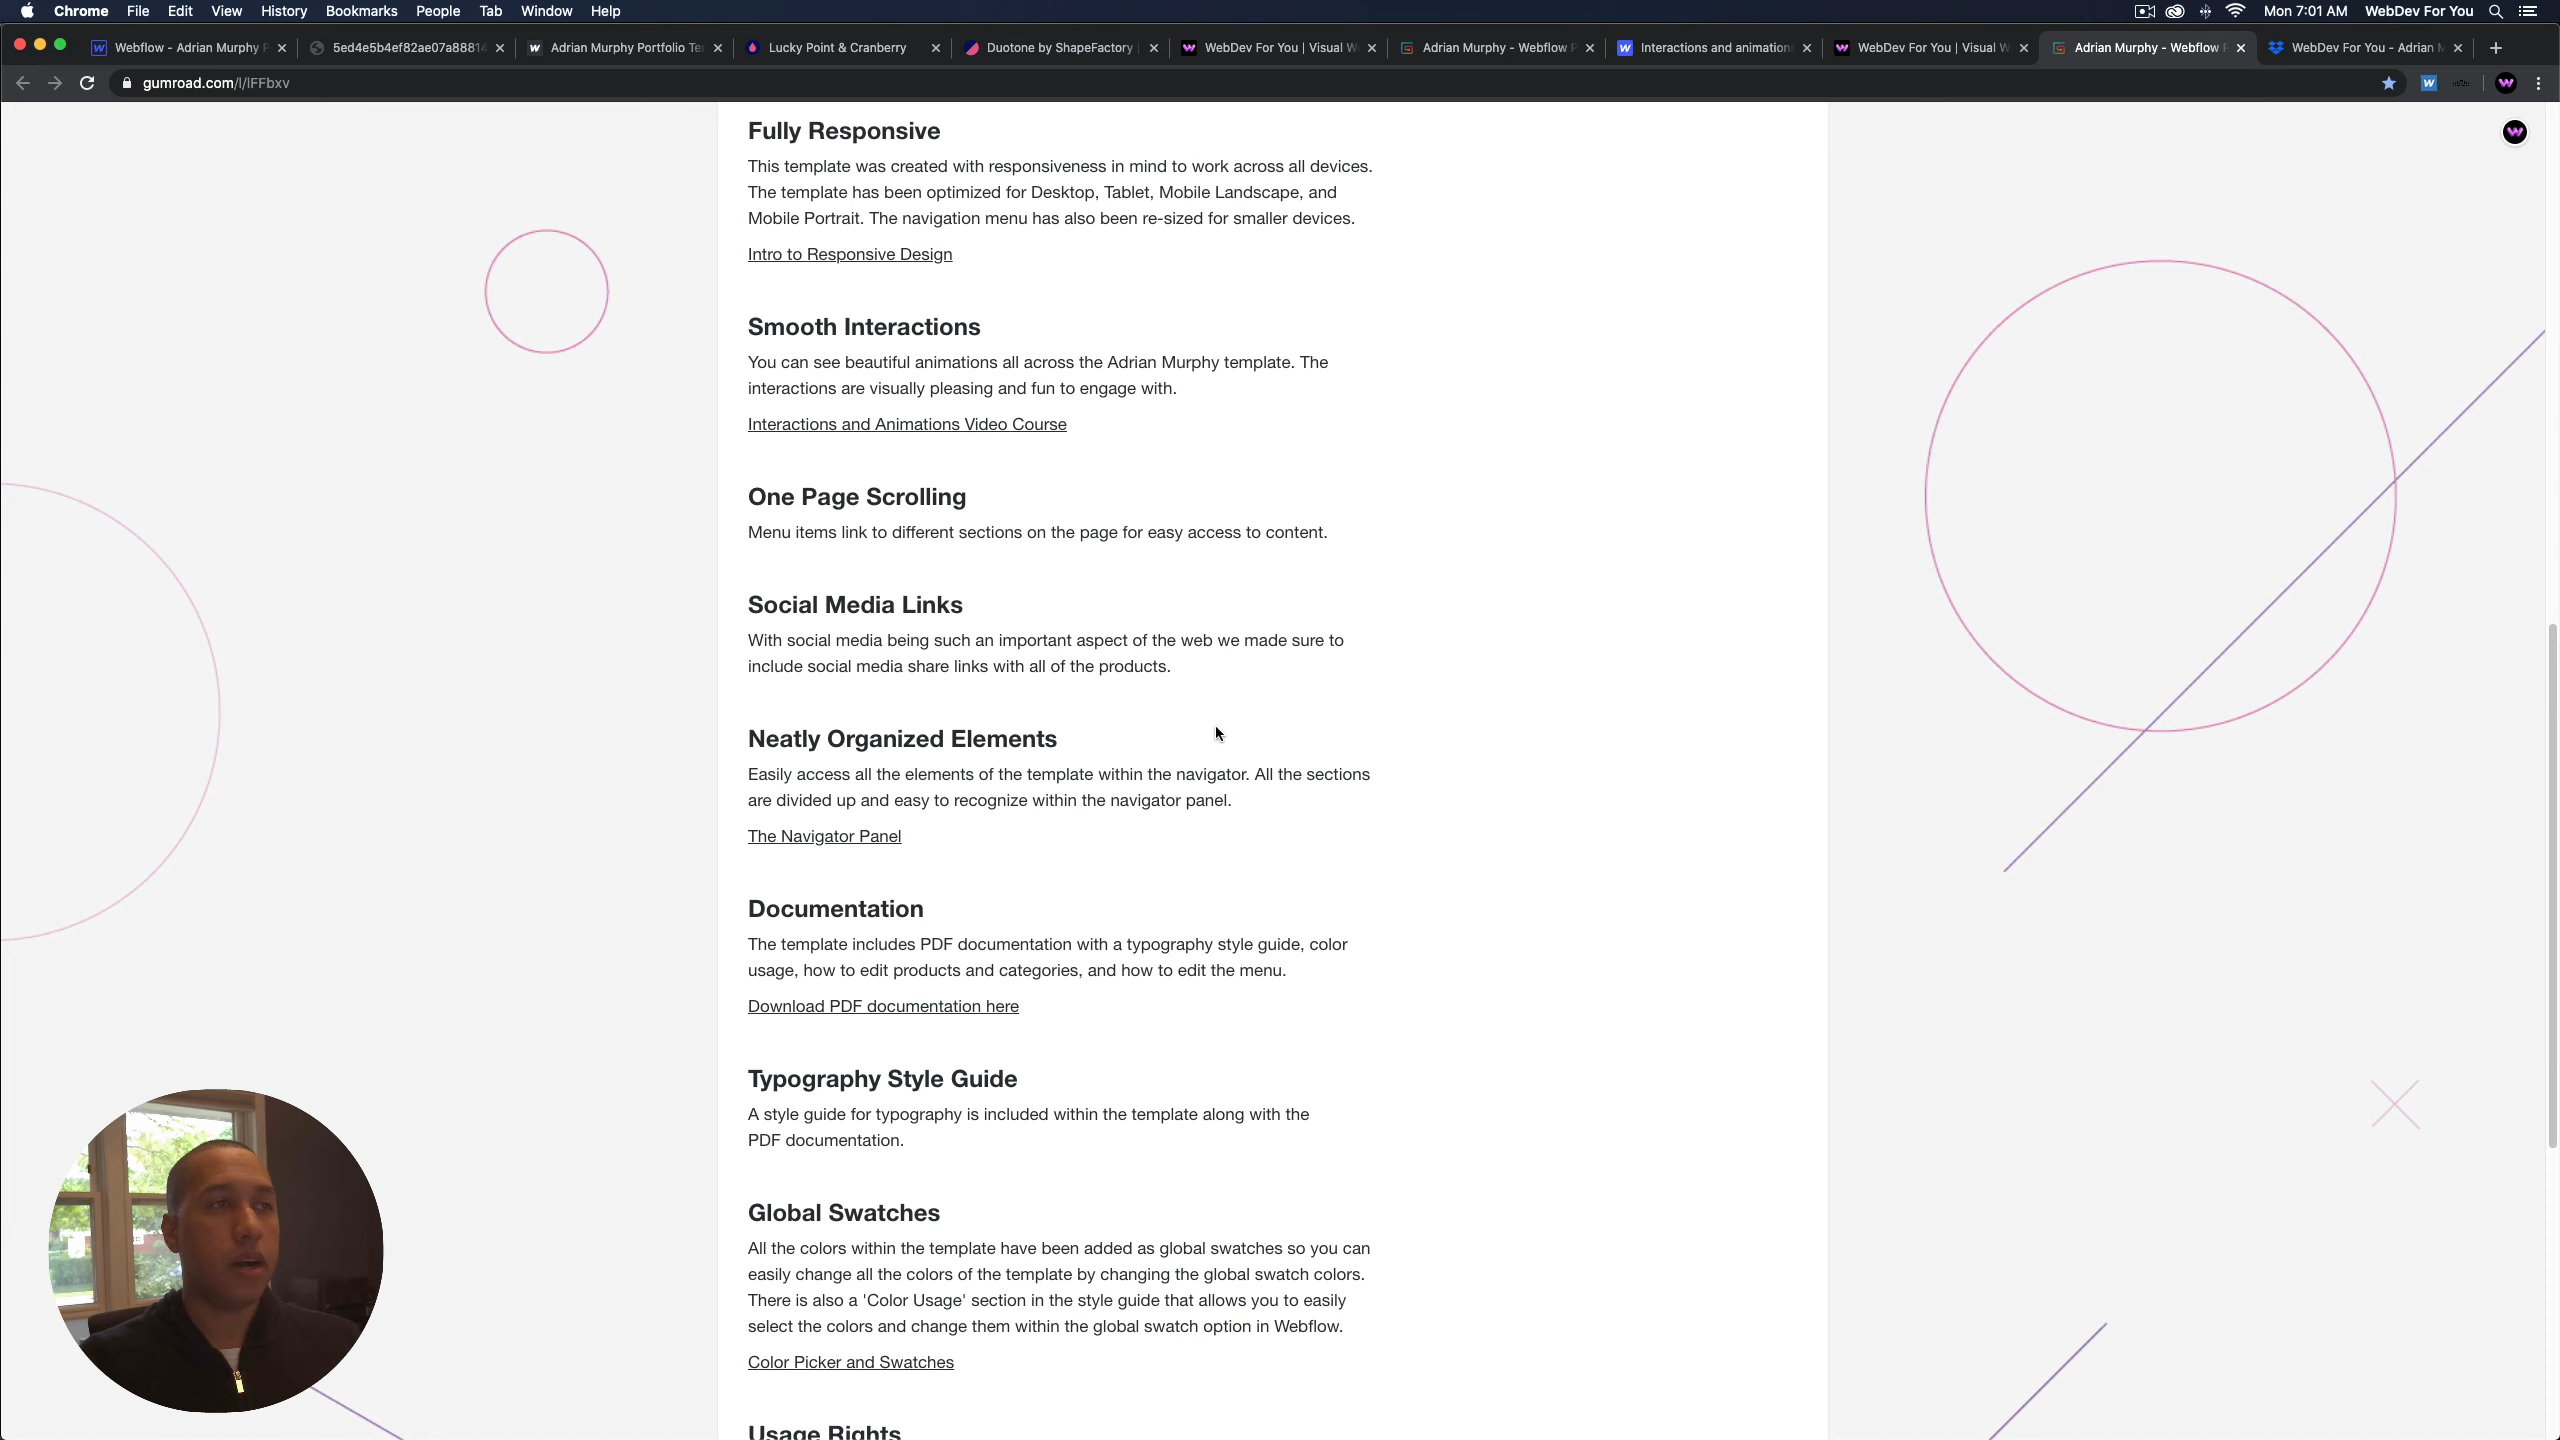 Chrome File Edit View History Bookmarks People Tab Window Help
Mon 7:01 AM WebDev For You
Webflow - Adrian Murphy P
5ed4e5b4ef82ae07a88814
Adrian Murphy Portfolio Te
Lucky Point & Cranberry
Duotone by ShapeFactory
WebDev For You | Visual W
Adrian Murphy - Webflow P
Interactions and animation
WebDev For You | Visual W
Adrian Murphy - Webflow P
WebDev For You - Adrian M
gumroad.com/l/lFFbxv
Fully Responsive
This template was created with responsiveness in mind to work across all devices.
The template has been optimized for Desktop, Tablet, Mobile Landscape, and
Mobile Portrait. The navigation menu has also been re-sized for smaller devices.
Intro to Responsive Design
Smooth Interactions
You can see beautiful animations all across the Adrian Murphy template. The
interactions are visually pleasing and fun to engage with.
Interactions and Animations Video Course
One Page Scrolling
Menu items link to different sections on the page for easy access to content.
Social Media Links
With social media being such an important aspect of the web we made sure to
include social media share links with all of the products.
Neatly Organized Elements
Easily access all the elements of the template within the navigator. All the sections
are divided up and easy to recognize within the navigator panel.
The Navigator Panel
Documentation
The template includes PDF documentation with a typography style guide, color
usage, how to edit products and categories, and how to edit the menu.
Download PDF documentation here
Typography Style Guide
A style guide for typography is included within the template along with the
PDF documentation.
Global Swatches
All the colors within the template have been added as global swatches so you can
easily change all the colors of the template by changing the global swatch colors.
There is also a 'Color Usage' section in the style guide that allows you to easily
select the colors and change them within the global swatch option in Webflow.
Color Picker and Swatches
Usage Rights